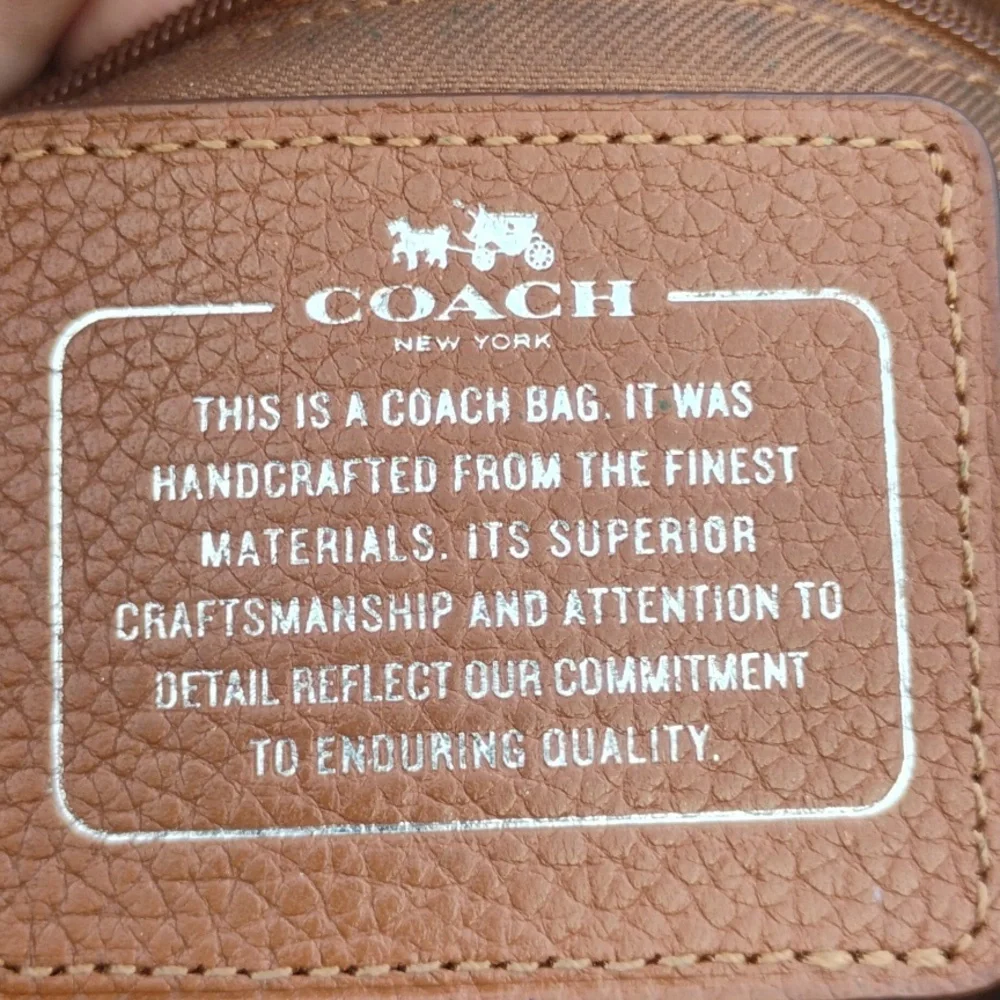 COACH
NEW YORK
THIS IS A COACH BAG. IT WAS
HANDCRAFTED FROM THE FINEST
MATERIALS. ITS SUPERIOR
CRAFTSMANSHIP AND ATTENTION TO
DETAIL REFLECT OUR COMMITMENT
TO ENDURING QUALITY.